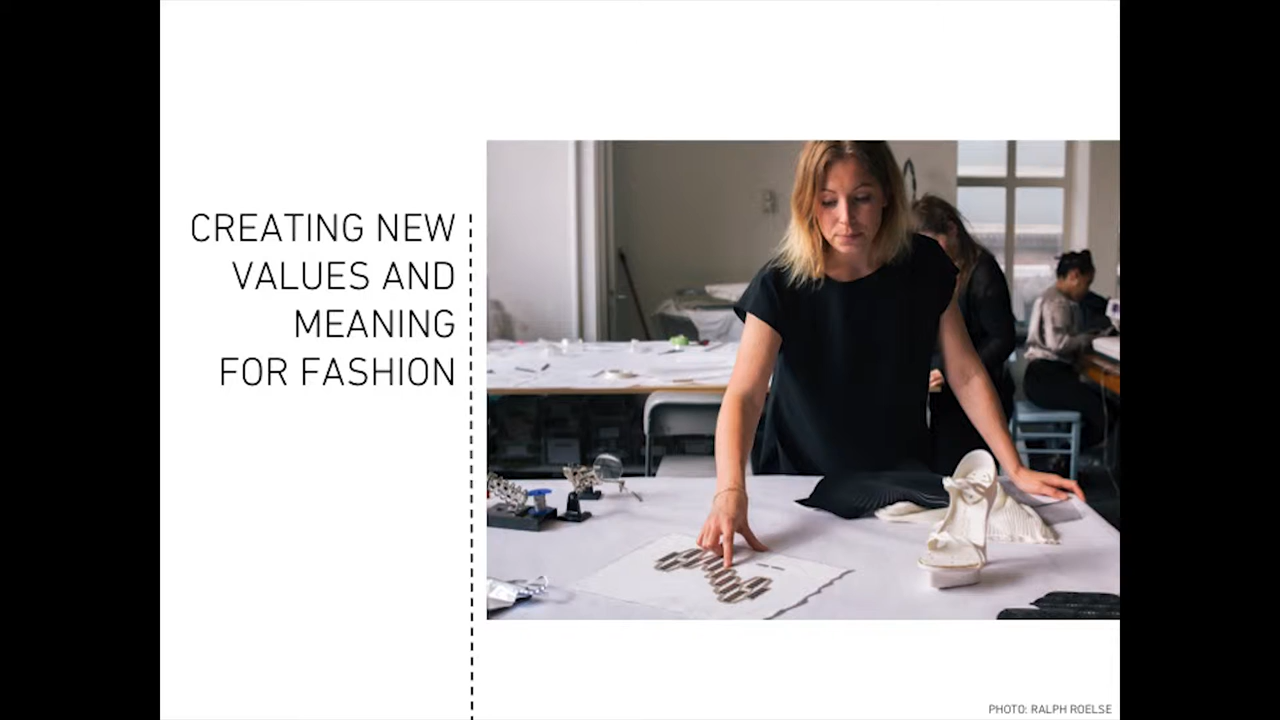 CREATING NEW
VALUES AND
MEANING
FOR FASHION
PHOTO: RALPH ROELSE